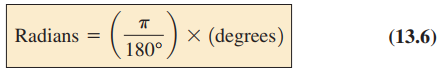 Radians = (π / 180°) × (degrees) (13.6)